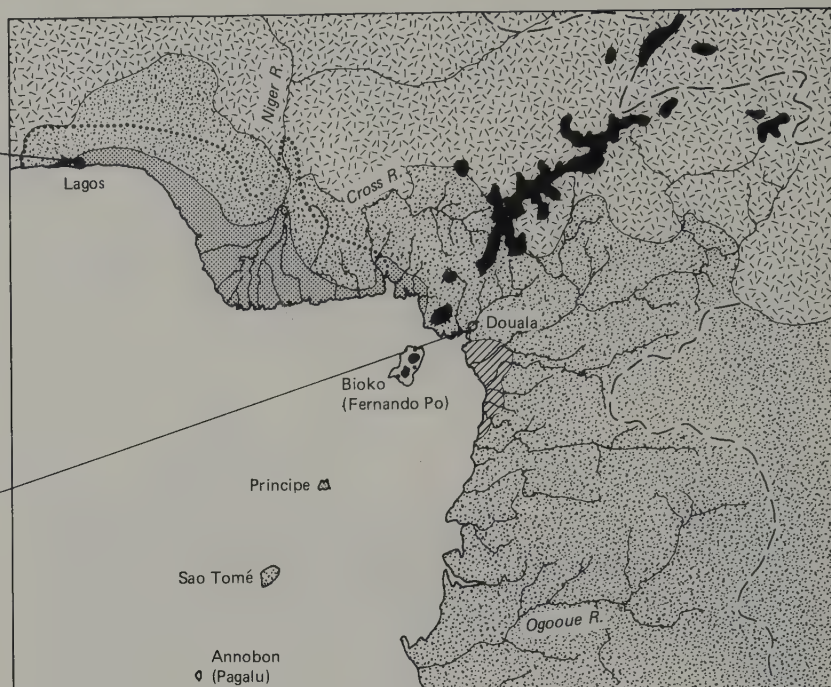 Niger R.
Lagos
Cross R.
Douala
Bioko
(Fernando Po)
Principe
Sao Tomé
Ogooue R.
Annobon
(Pagalu)